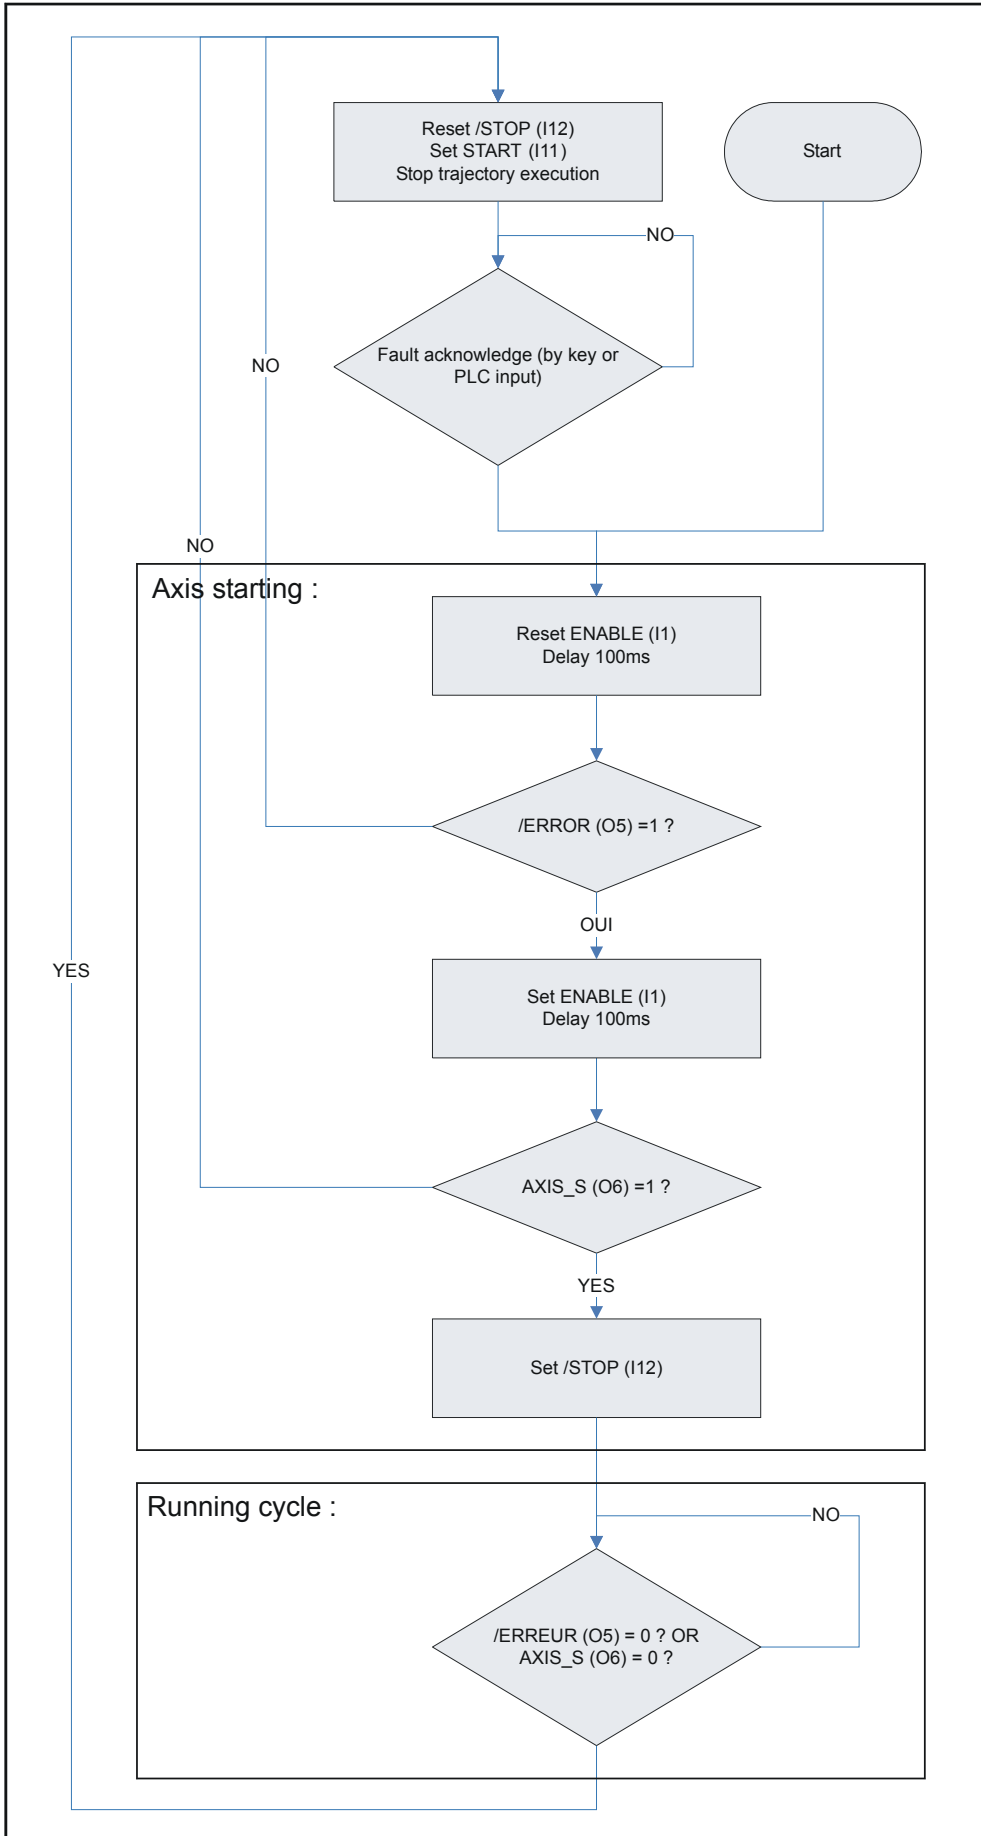 Reset /STOP (I12)
Set START (I11)
Stop trajectory execution
Start
NO
Fault acknowledge (by key or
PLC input)
NO
NO
Axis starting :
Reset ENABLE (I1)
Delay 100ms
/ERROR (O5) =1 ?
OUI
YES
Set ENABLE (I1)
Delay 100ms
AXIS_S (O6) =1 ?
YES
Set /STOP (I12)
Running cycle :
NO
/ERREUR (O5) = 0 ? OR
AXIS_S (O6) = 0 ?